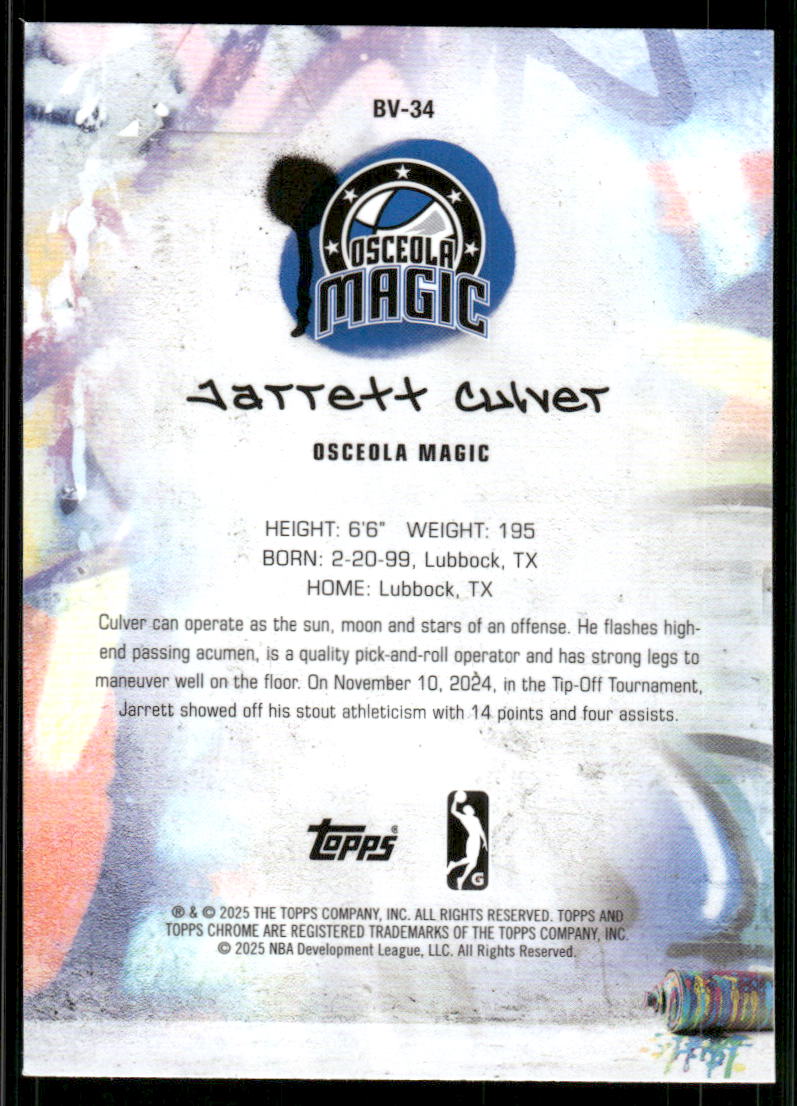 BV-34
OSCEOLA
MAGIC
Jarrett Culver
OSCEOLA MAGIC
HEIGHT: 6'6" WEIGHT: 195
BORN: 2-20-99, Lubbock, TX
HOME: Lubbock, TX
Culver can operate as the sun, moon and stars of an offense. He flashes high-
end passing acumen, is a quality pick-and-roll operator and has strong legs to
maneuver well on the floor. On November 10, 2024, in the Tip-Off Tournament,
Jarrett showed off his stout athleticism with 14 points and four assists.
Topps®
G
® & © 2025 THE TOPPS COMPANY, INC. ALL RIGHTS RESERVED. TOPPS AND
TOPPS CHROME ARE REGISTERED TRADEMARKS OF THE TOPPS COMPANY, INC.
© 2025 NBA Development League, LLC. All Rights Reserved.